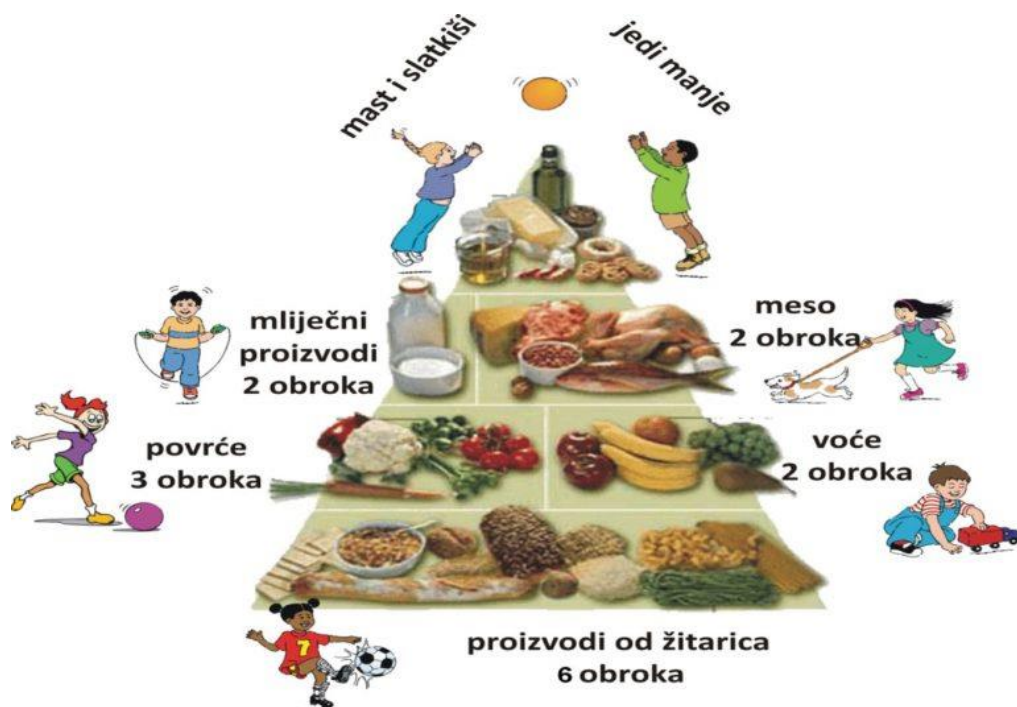 mast i slatkiši
jedi manje
mliječni
proizvodi
2 obroka
meso
2 obroka
povrće
3 obroka
voće
2 obroka
7
proizvodi od žitarica
6 obroka